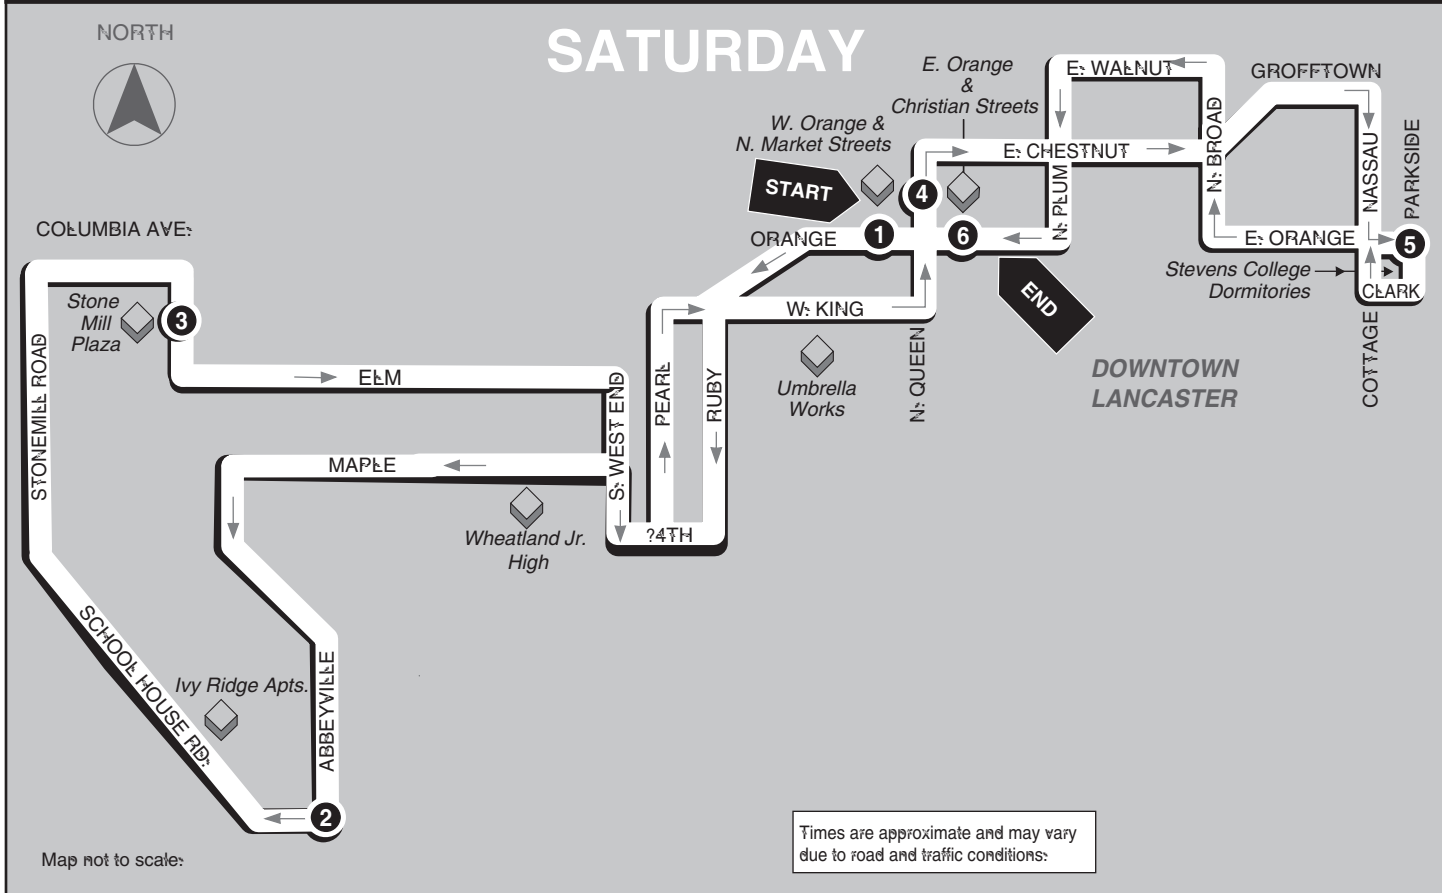 NORTH
SATURDAY
E. Orange
&
Christian Streets
W. Orange &
N. Market Streets
E. WALNUT
GROFFTOWN
START
E. CHESTNUT
N. BROAD
NASSAU
PARKSIDE
N. PLUM
4
COLUMBIA AVE.
ORANGE
1
6
E. ORANGE
5
Stevens College
Dormitories
CLARK
END
Stone
Mill
Plaza
3
W. KING
N. QUEEN
COTTAGE
STONEMILL ROAD
ELM
S. WEST END
PEARL
RUBY
Umbrella
Works
DOWNTOWN
LANCASTER
MAPLE
Wheatland Jr.
High
?4TH
SCHOOL HOUSE RD.
Ivy Ridge Apts.
ABBEYVILLE
2
Times are approximate and may vary
due to road and traffic conditions.
Map not to scale.